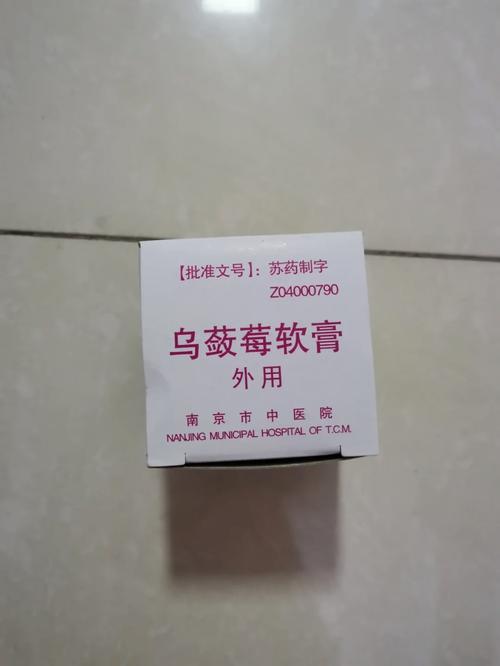 【批准文号】：苏药制字
Z04000790
乌蔹莓软膏
外用
南京市中医院
NANJING MUNICIPAL HOSPITAL OF T.C.M.